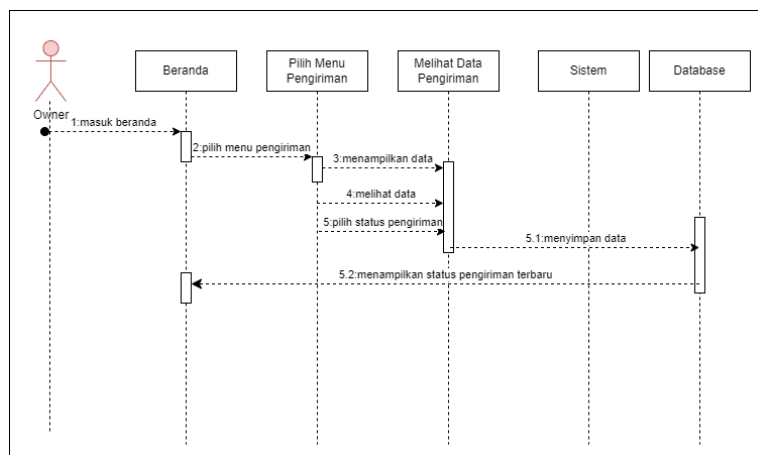 Owner
Beranda
Pilih Menu
Pengiriman
Melihat Data
Pengiriman
Sistem
Database
1:masuk beranda
2:pilih menu pengiriman
3:menampilkan data
4:melihat data
5:pilih status pengiriman
5.1:menyimpan data
5.2:menampilkan status pengiriman terbaru